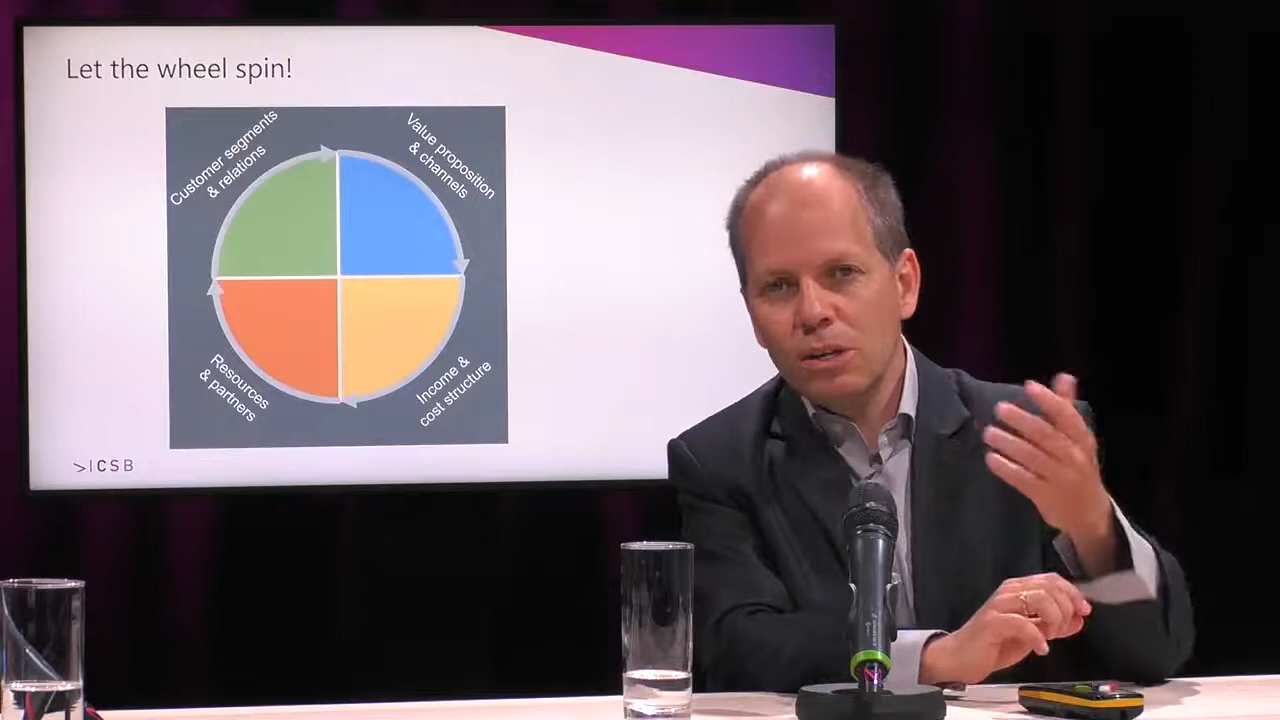 Let the wheel spin!
Customer segments
& relations
Value proposition
& channels
Resources
& partners
Income &
cost structure
>ICSB